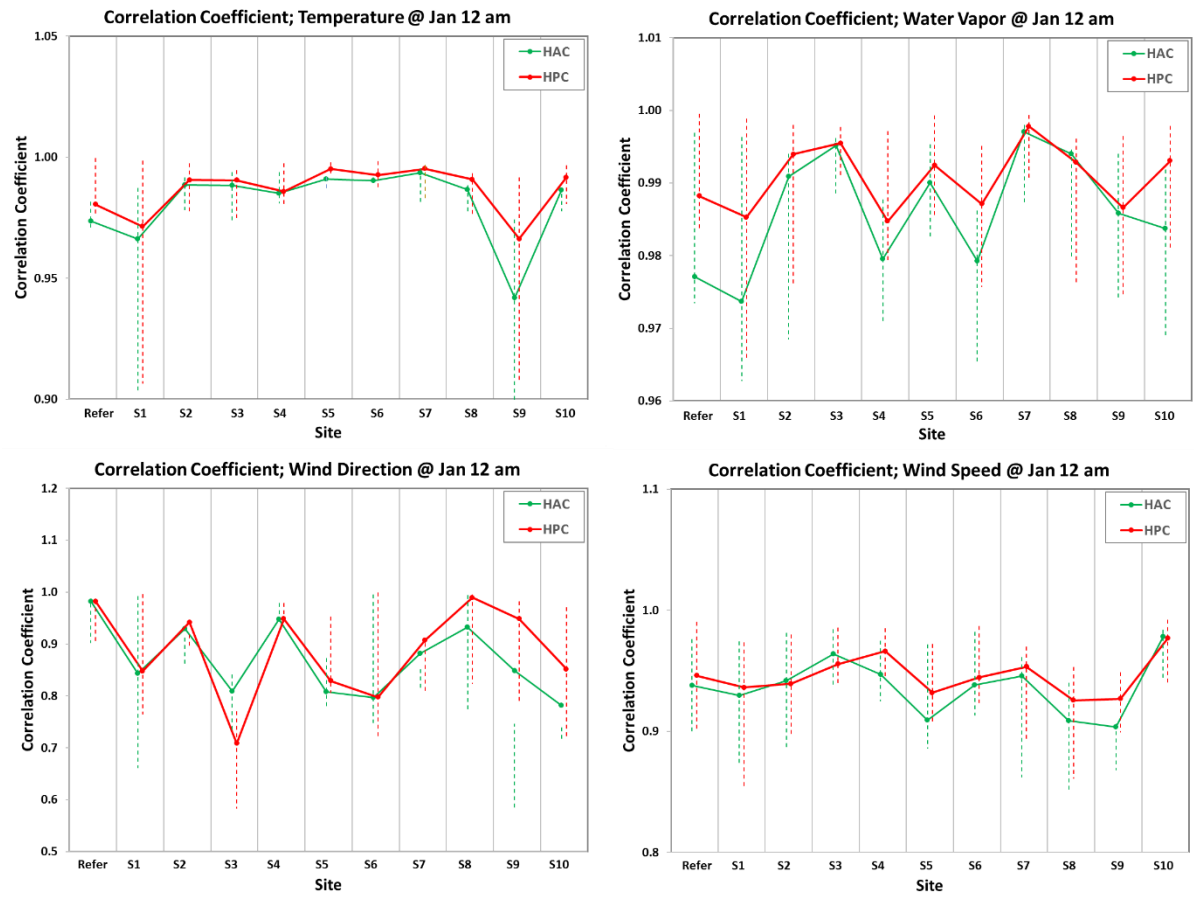 Correlation Coefficient; Temperature @ Jan 12 am
1.05
1.00
0.95
0.90
Correlation Coefficient
HAC
HPC
Refer S1 S2 S3 S4 S5 S6 S7 S8 S9 S10
Site
Correlation Coefficient; Water Vapor @ Jan 12 am
1.01
1.00
0.99
0.98
0.97
0.96
Correlation Coefficient
HAC
HPC
Refer S1 S2 S3 S4 S5 S6 S7 S8 S9 S10
Site
Correlation Coefficient; Wind Direction @ Jan 12 am
1.2
1.1
1.0
0.9
0.8
0.7
0.6
0.5
Correlation Coefficient
HAC
HPC
Refer S1 S2 S3 S4 S5 S6 S7 S8 S9 S10
Site
Correlation Coefficient; Wind Speed @ Jan 12 am
1.1
1.0
0.9
0.8
Correlation Coefficient
HAC
HPC
Refer S1 S2 S3 S4 S5 S6 S7 S8 S9 S10
Site